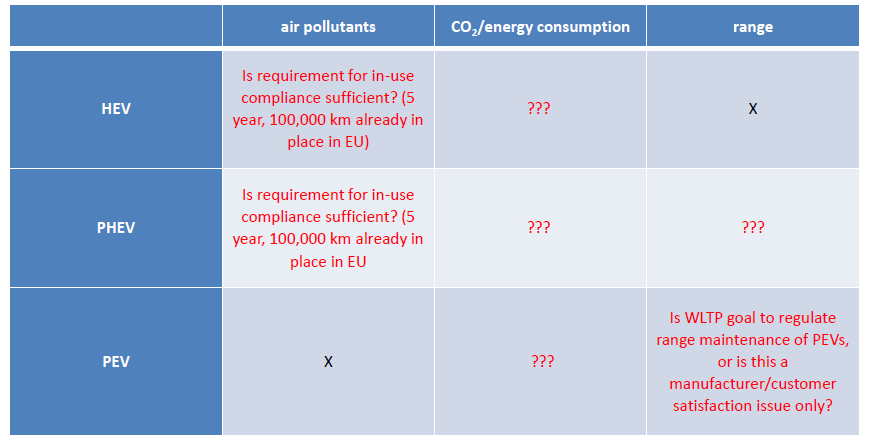 air pollutants
CO₂/energy consumption
range
HEV
Is requirement for in-use
compliance sufficient? (5
year, 100,000 km already in
place in EU)
???
X
PHEV
Is requirement for in-use
compliance sufficient? (5
year, 100,000 km already in
place in EU
???
???
PEV
X
???
Is WLTP goal to regulate
range maintenance of PEVs,
or is this a
manufacturer/customer
satisfaction issue only?